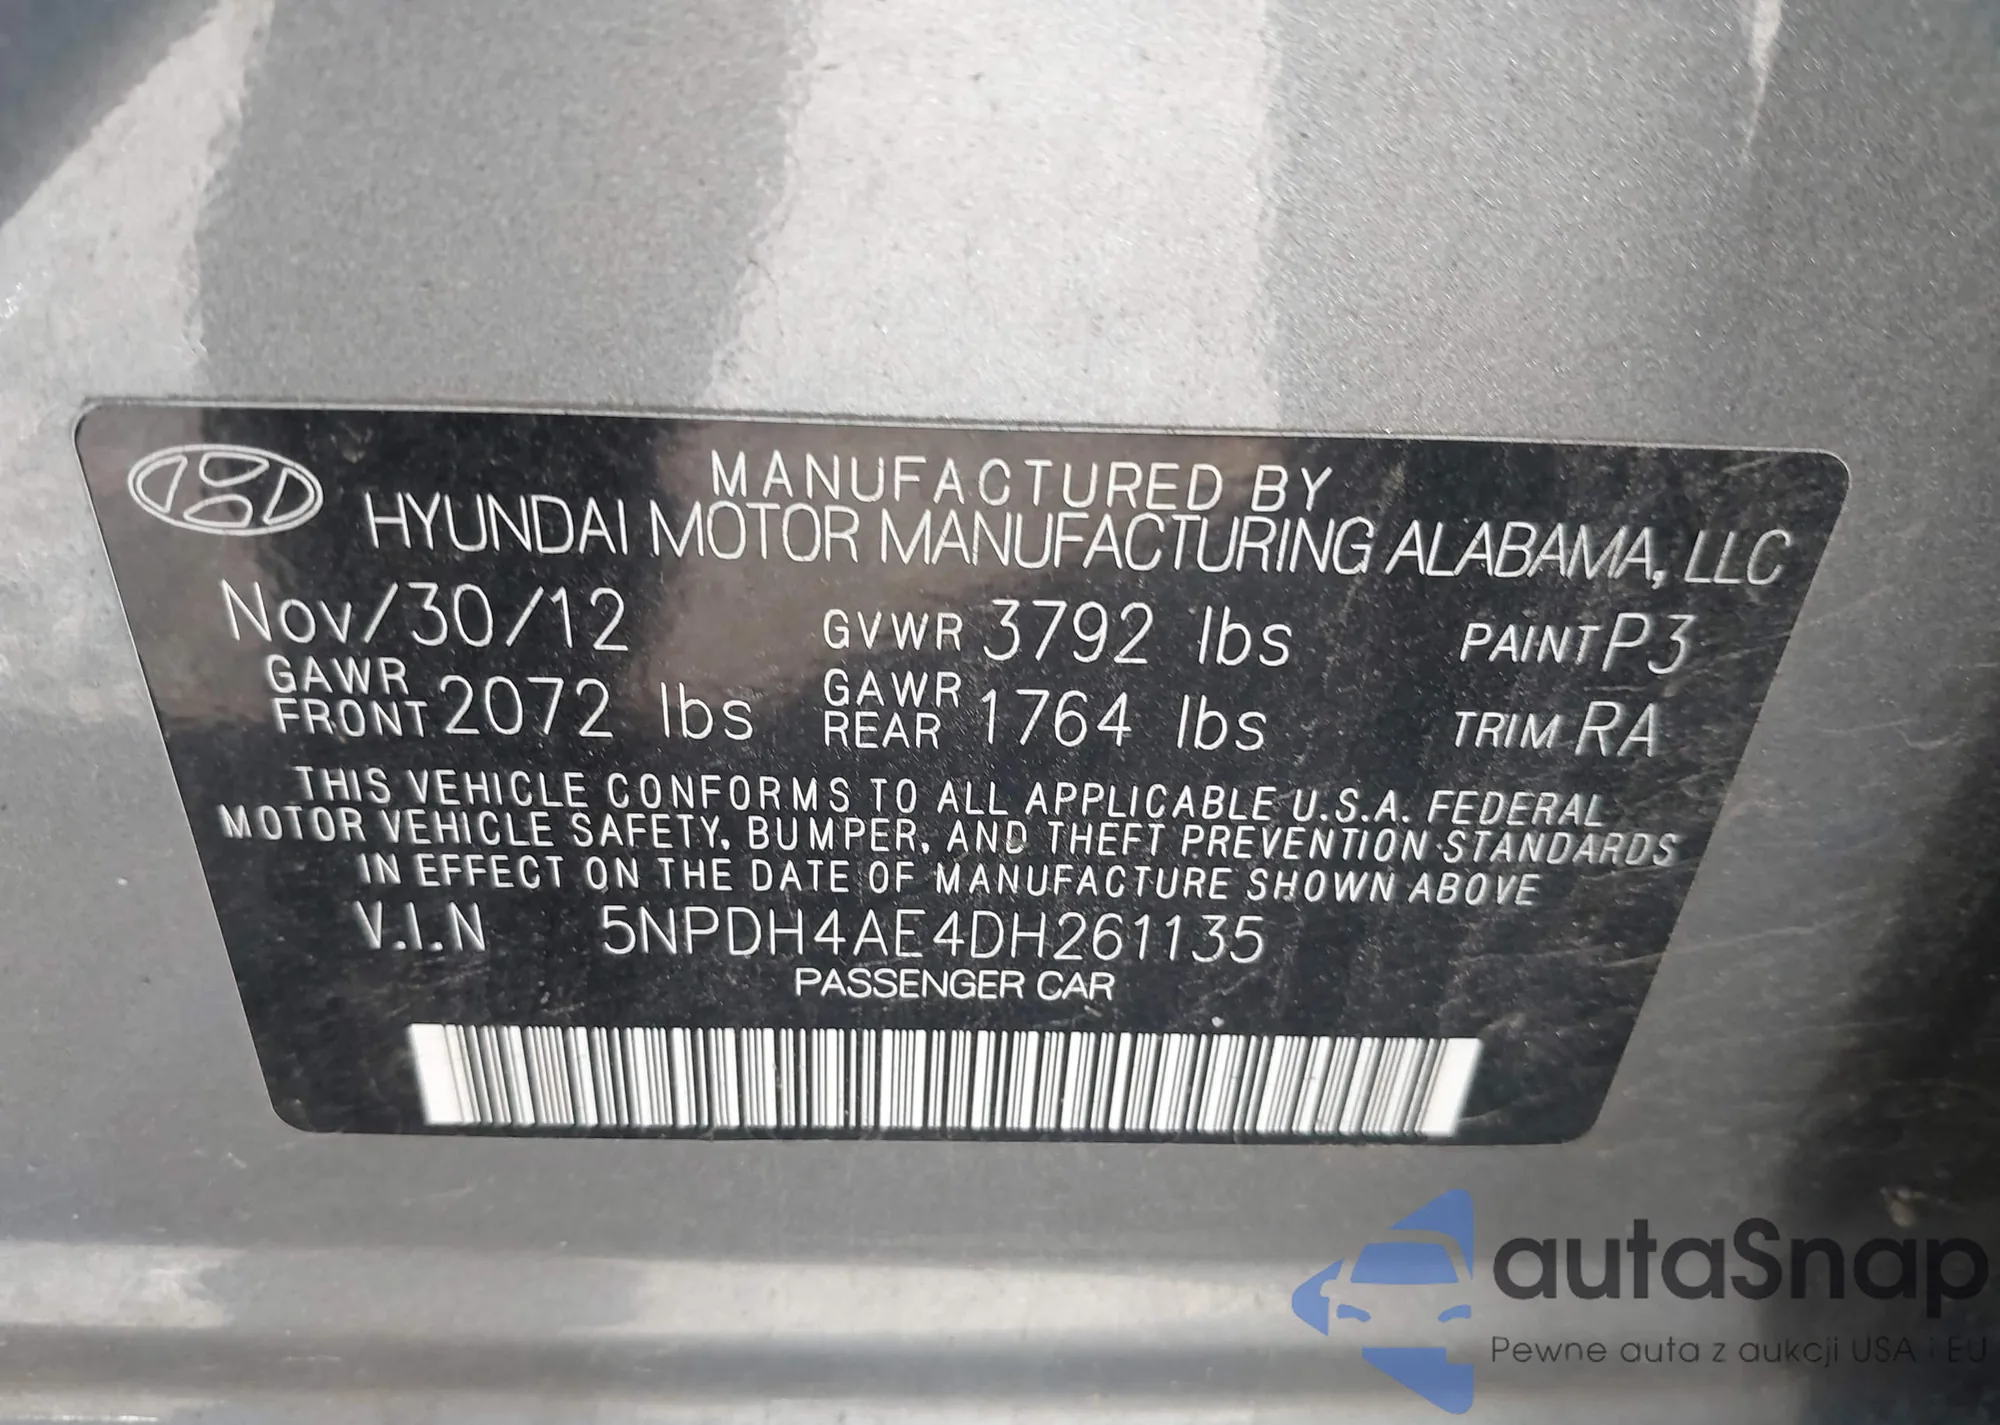 MANUFACTURED BY
HYUNDAI MOTOR MANUFACTURING ALABAMA, LLC
Nov/30/12 GVWR 3792 lbs PAINT P3
GAWR FRONT 2072 lbs GAWR REAR 1764 lbs TRIM RA
THIS VEHICLE CONFORMS TO ALL APPLICABLE U.S.A. FEDERAL
MOTOR VEHICLE SAFETY, BUMPER, AND THEFT PREVENTION STANDARDS
IN EFFECT ON THE DATE OF MANUFACTURE SHOWN ABOVE
V.I.N 5NPDH4AE4DH261135
PASSENGER CAR
autaSnap
Pewne auta z aukcji USA i EU